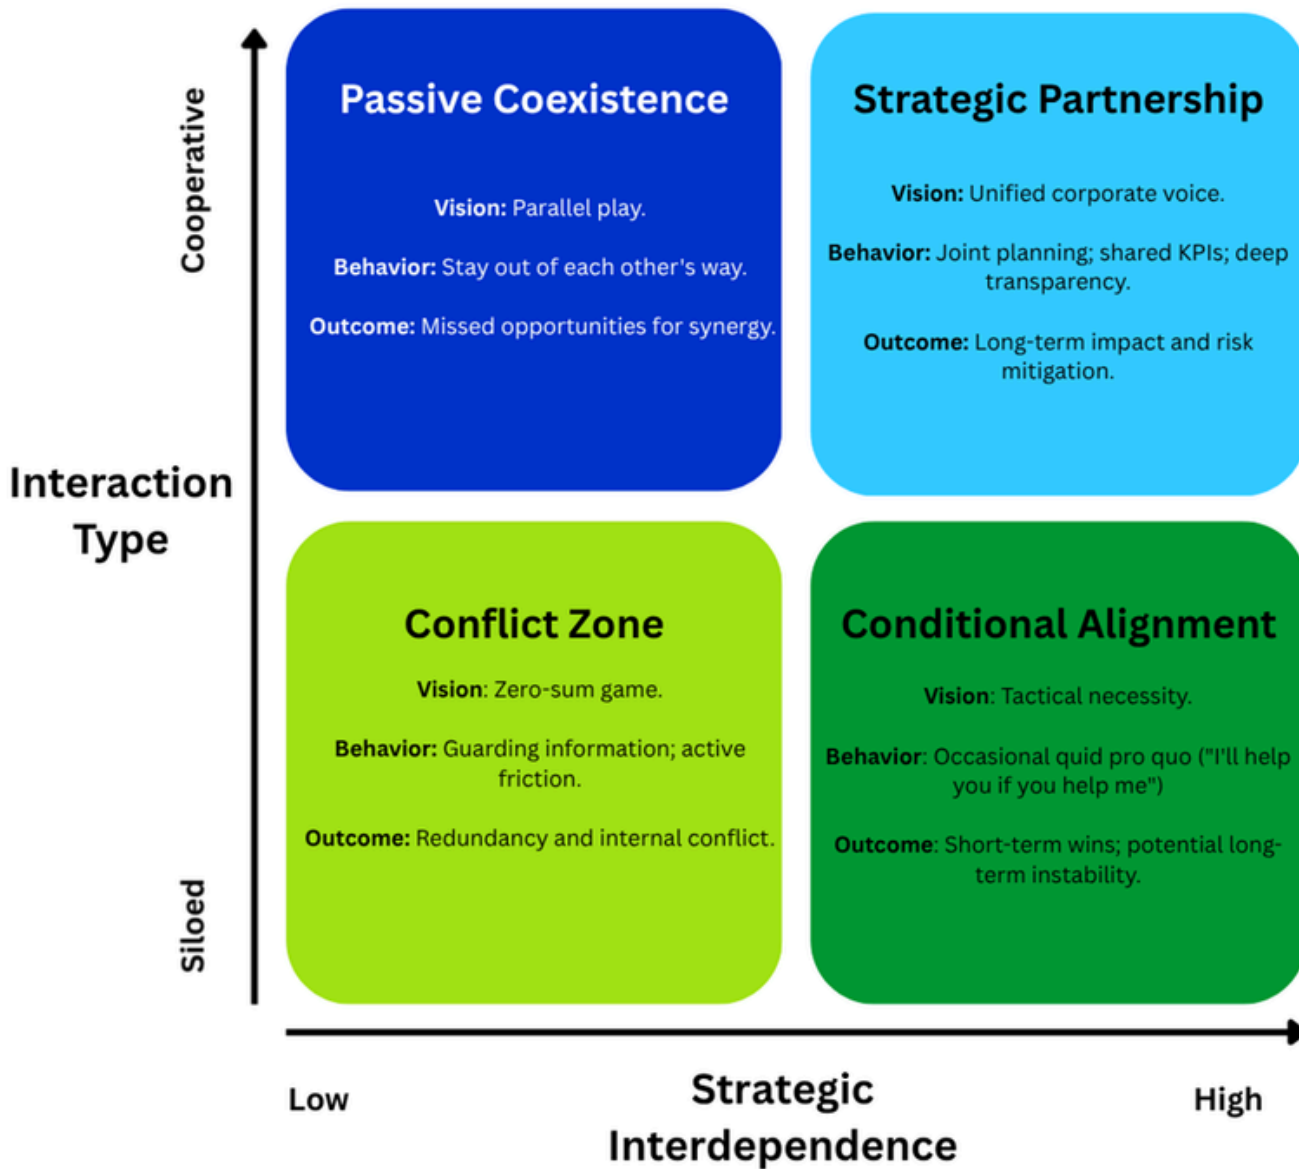 Cooperative
Interaction
Type
Siloed
Passive Coexistence
Vision: Parallel play.
Behavior: Stay out of each other's way.
Outcome: Missed opportunities for synergy.
Strategic Partnership
Vision: Unified corporate voice.
Behavior: Joint planning; shared KPIs; deep
transparency.
Outcome: Long-term impact and risk
mitigation.
Conflict Zone
Vision: Zero-sum game.
Behavior: Guarding information; active
friction.
Outcome: Redundancy and internal conflict.
Conditional Alignment
Vision: Tactical necessity.
Behavior: Occasional quid pro quo ("I'll help
you if you help me")
Outcome: Short-term wins; potential long-
term instability.
Low
Strategic
Interdependence
High